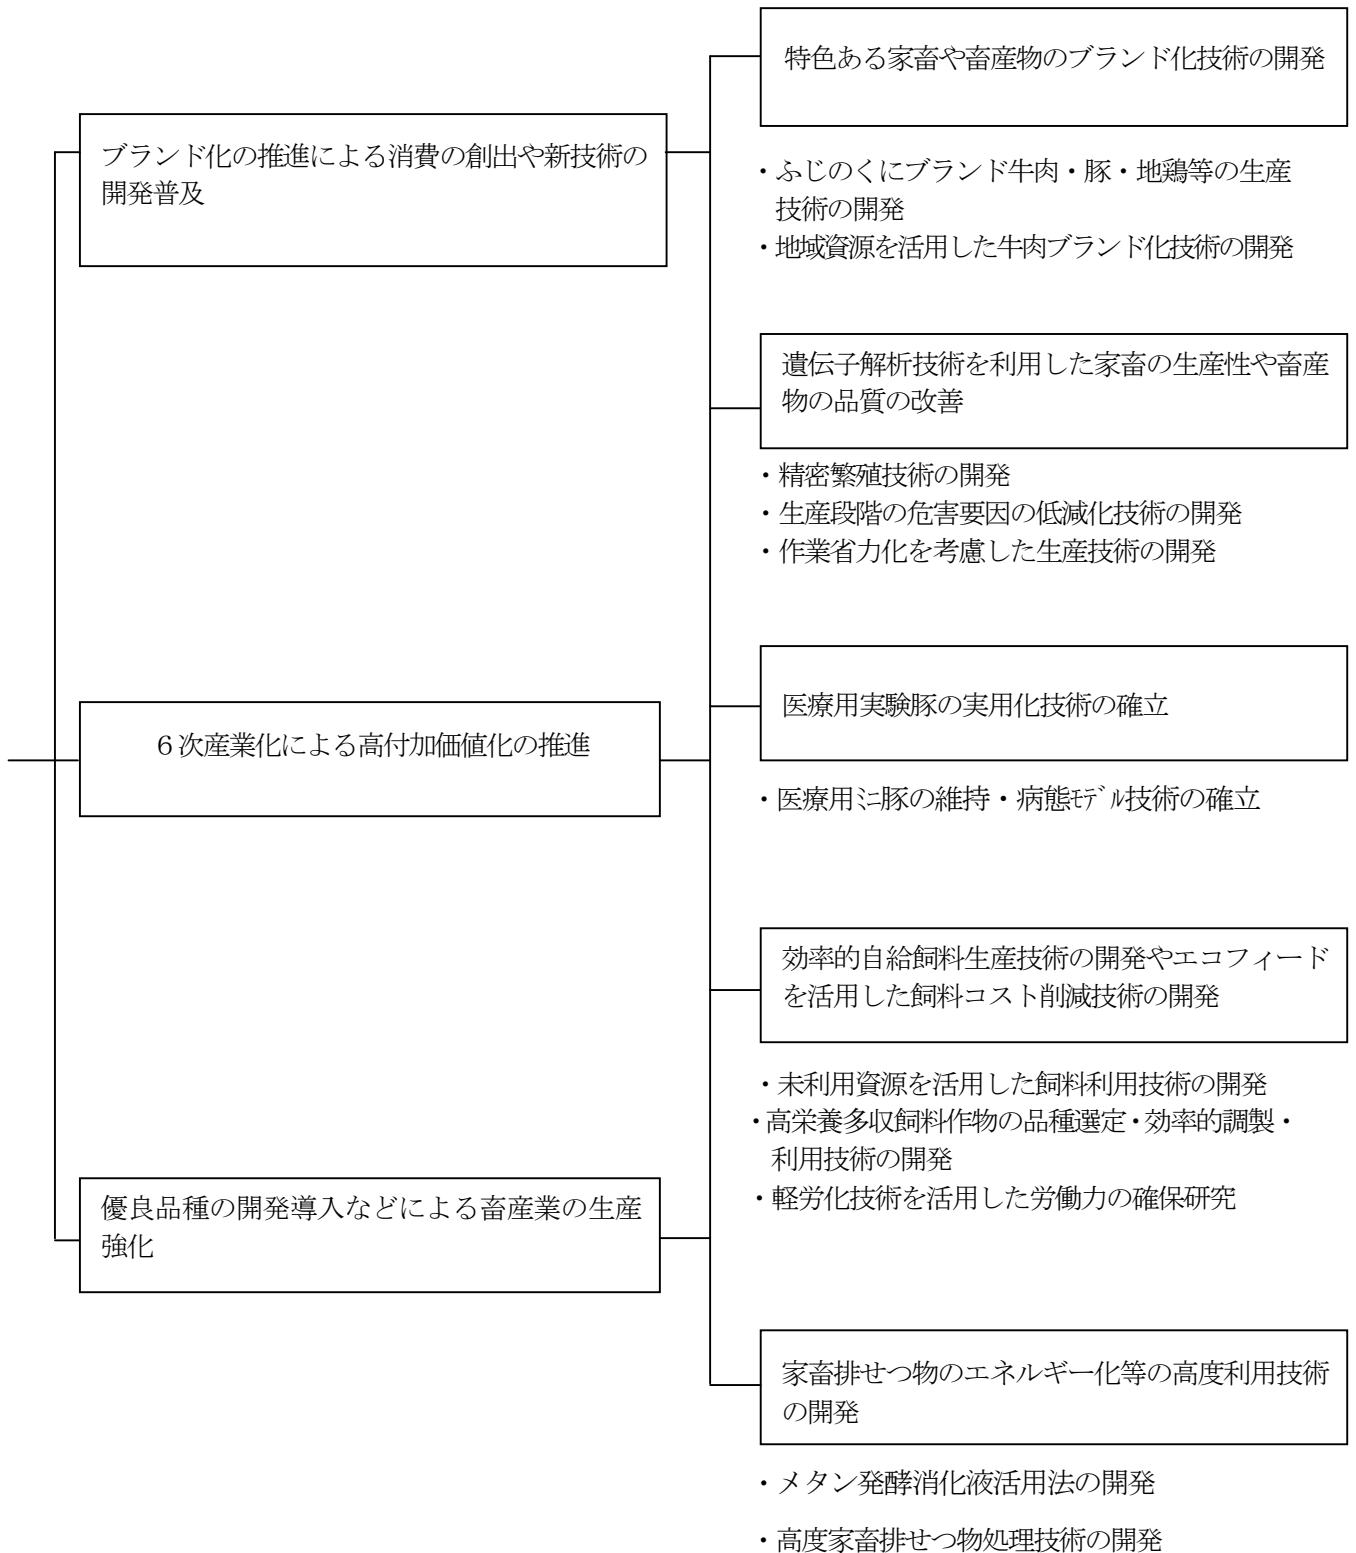 ブランド化の推進による消費の創出や新技術の
開発普及
6次産業化による高付加価値化の推進
優良品種の開発導入などによる畜産業の生産
強化
特色ある家畜や畜産物のブランド化技術の開発
・ふじのくにブランド牛肉・豚・地鶏等の生産
技術の開発
・地域資源を活用した牛肉ブランド化技術の開発
遺伝子解析技術を利用した家畜の生産性や畜産
物の品質の改善
・精密繁殖技術の開発
・生産段階の危害要因の低減化技術の開発
・作業省力化を考慮した生産技術の開発
医療用実験豚の実用化技術の確立
・医療用ﾐﾆ豚の維持・病態ﾓﾃﾞﾙ技術の確立
効率的自給飼料生産技術の開発やエコフィード
を活用した飼料コスト削減技術の開発
・未利用資源を活用した飼料利用技術の開発
・高栄養多収飼料作物の品種選定・効率的調製・
利用技術の開発
・軽労化技術を活用した労働力の確保研究
家畜排せつ物のエネルギー化等の高度利用技術
の開発
・メタン発酵消化液活用法の開発
・高度家畜排せつ物処理技術の開発